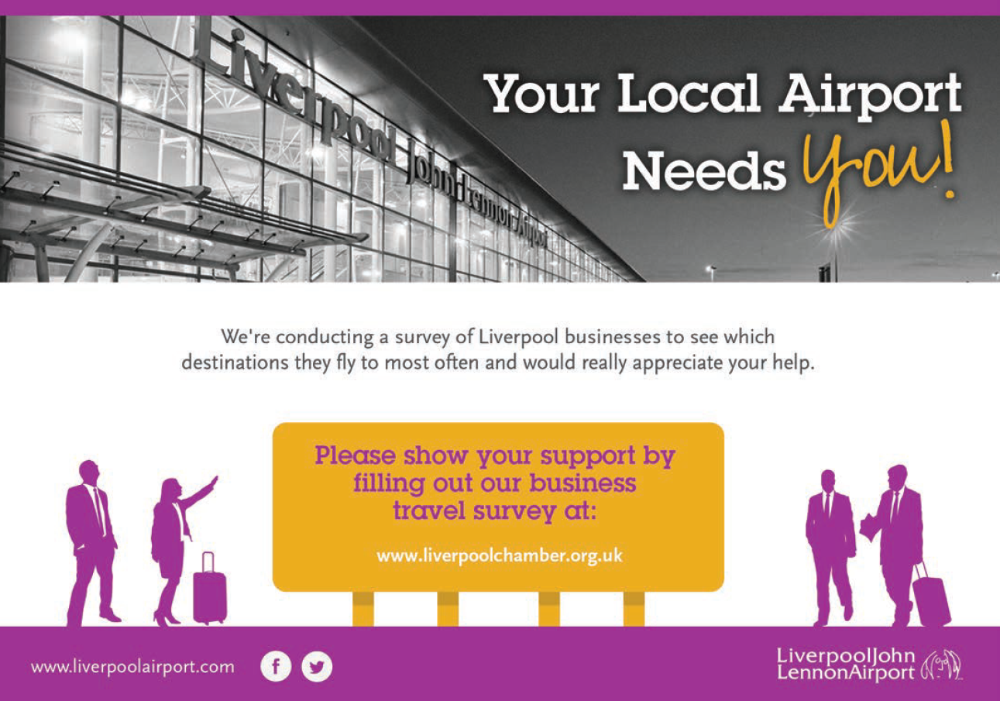 Liverpool John Lennon Airport
Your Local Airport
Needs you!
We're conducting a survey of Liverpool businesses to see which
destinations they fly to most often and would really appreciate your help.
Please show your support by
filling out our business
travel survey at:
www.liverpoolchamber.org.uk
www.liverpoolairport.com
f
LiverpoolJohn
LennonAirport